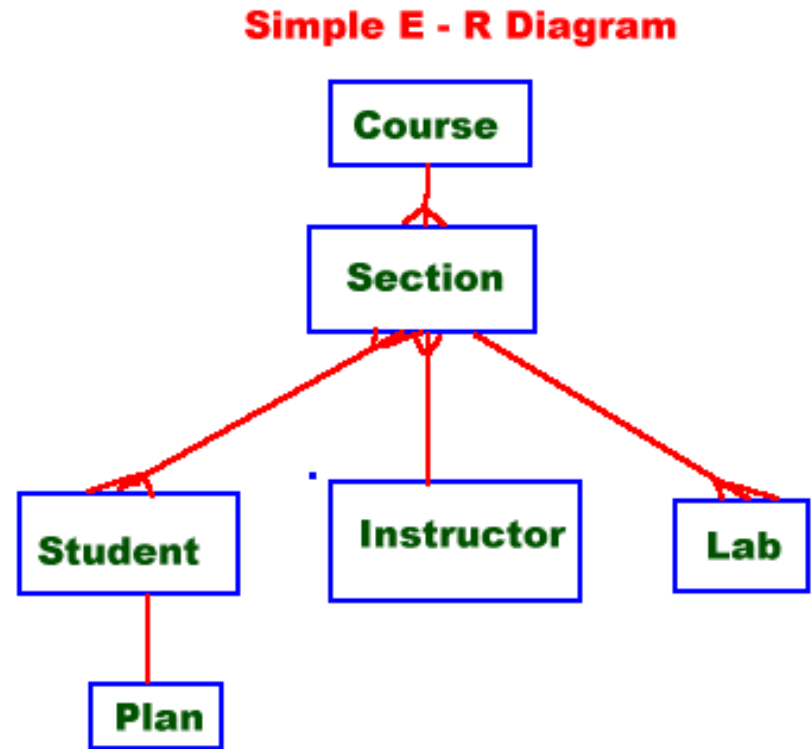 Simple E - R Diagram
Course
Section
Student
Instructor
Lab
Plan